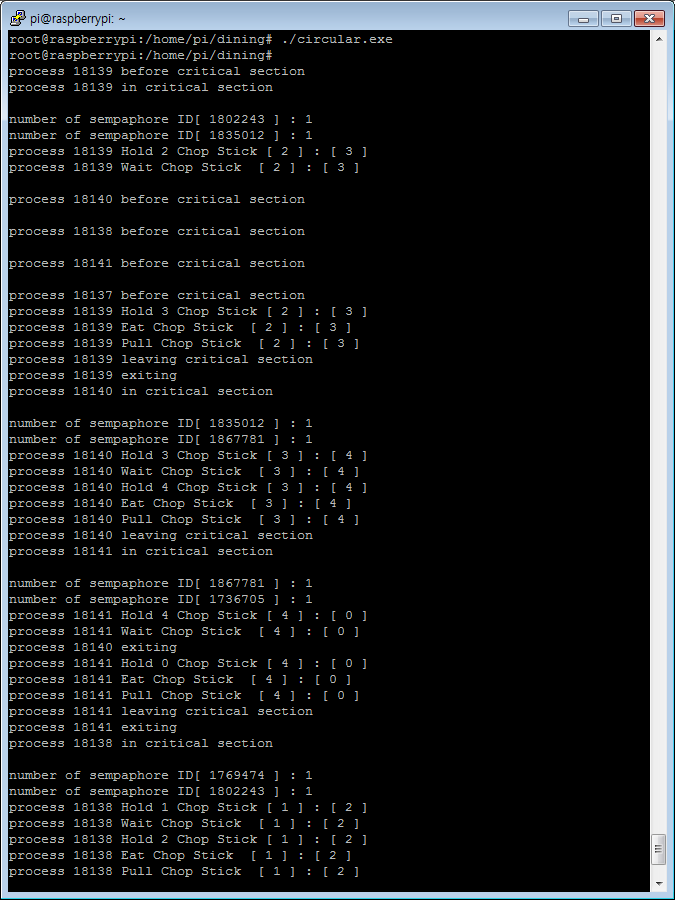 pi@raspberrypi: ~
root@raspberrypi:/home/pi/dining# ./circular.exe
root@raspberrypi:/home/pi/dining#
process 18139 before critical section
process 18139 in critical section
number of sempaphore ID[ 1802243 ] : 1
number of sempaphore ID[ 1835012 ] : 1
process 18139 Hold 2 Chop Stick [ 2 ] : [ 3 ]
process 18139 Wait Chop Stick  [ 2 ] : [ 3 ]
process 18140 before critical section
process 18138 before critical section
process 18141 before critical section
process 18137 before critical section
process 18139 Hold 3 Chop Stick [ 2 ] : [ 3 ]
process 18139 Eat Chop Stick  [ 2 ] : [ 3 ]
process 18139 Pull Chop Stick  [ 2 ] : [ 3 ]
process 18139 leaving critical section
process 18139 exiting
process 18140 in critical section
number of sempaphore ID[ 1835012 ] : 1
number of sempaphore ID[ 1867781 ] : 1
process 18140 Hold 3 Chop Stick [ 3 ] : [ 4 ]
process 18140 Wait Chop Stick  [ 3 ] : [ 4 ]
process 18140 Hold 4 Chop Stick [ 3 ] : [ 4 ]
process 18140 Eat Chop Stick  [ 3 ] : [ 4 ]
process 18140 Pull Chop Stick  [ 3 ] : [ 4 ]
process 18140 leaving critical section
process 18141 in critical section
number of sempaphore ID[ 1867781 ] : 1
number of sempaphore ID[ 1736705 ] : 1
process 18141 Hold 4 Chop Stick [ 4 ] : [ 0 ]
process 18141 Wait Chop Stick  [ 4 ] : [ 0 ]
process 18140 exiting
process 18141 Hold 0 Chop Stick [ 4 ] : [ 0 ]
process 18141 Eat Chop Stick  [ 4 ] : [ 0 ]
process 18141 Pull Chop Stick  [ 4 ] : [ 0 ]
process 18141 leaving critical section
process 18141 exiting
process 18138 in critical section
number of sempaphore ID[ 1769474 ] : 1
number of sempaphore ID[ 1802243 ] : 1
process 18138 Hold 1 Chop Stick [ 1 ] : [ 2 ]
process 18138 Wait Chop Stick  [ 1 ] : [ 2 ]
process 18138 Hold 2 Chop Stick [ 1 ] : [ 2 ]
process 18138 Eat Chop Stick  [ 1 ] : [ 2 ]
process 18138 Pull Chop Stick  [ 1 ] : [ 2 ]